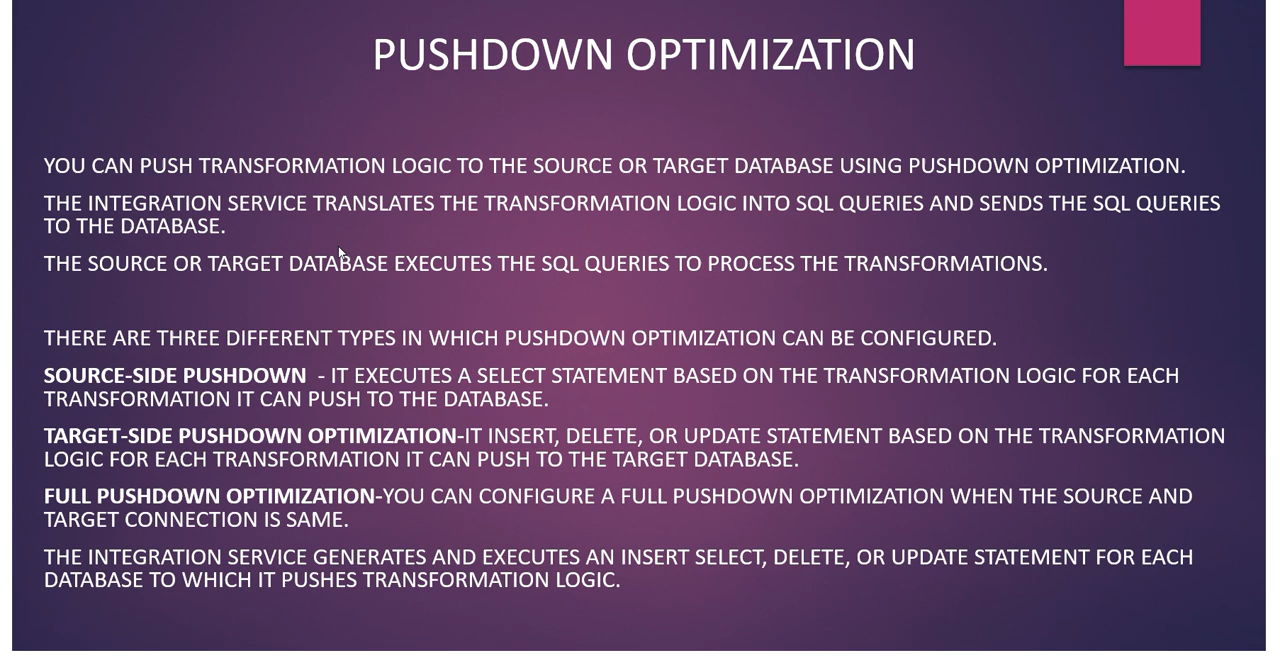 PUSHDOWN OPTIMIZATION
YOU CAN PUSH TRANSFORMATION LOGIC TO THE SOURCE OR TARGET DATABASE USING PUSHDOWN OPTIMIZATION.
THE INTEGRATION SERVICE TRANSLATES THE TRANSFORMATION LOGIC INTO SQL QUERIES AND SENDS THE SQL QUERIES
TO THE DATABASE.
THE SOURCE OR TARGET DATABASE EXECUTES THE SQL QUERIES TO PROCESS THE TRANSFORMATIONS.
THERE ARE THREE DIFFERENT TYPES IN WHICH PUSHDOWN OPTIMIZATION CAN BE CONFIGURED.
SOURCE-SIDE PUSHDOWN - IT EXECUTES A SELECT STATEMENT BASED ON THE TRANSFORMATION LOGIC FOR EACH
TRANSFORMATION IT CAN PUSH TO THE DATABASE.
TARGET-SIDE PUSHDOWN OPTIMIZATION-IT INSERT, DELETE, OR UPDATE STATEMENT BASED ON THE TRANSFORMATION
LOGIC FOR EACH TRANSFORMATION IT CAN PUSH TO THE TARGET DATABASE.
FULL PUSHDOWN OPTIMIZATION-YOU CAN CONFIGURE A FULL PUSHDOWN OPTIMIZATION WHEN THE SOURCE AND
TARGET CONNECTION IS SAME.
THE INTEGRATION SERVICE GENERATES AND EXECUTES AN INSERT SELECT, DELETE, OR UPDATE STATEMENT FOR EACH
DATABASE TO WHICH IT PUSHES TRANSFORMATION LOGIC.